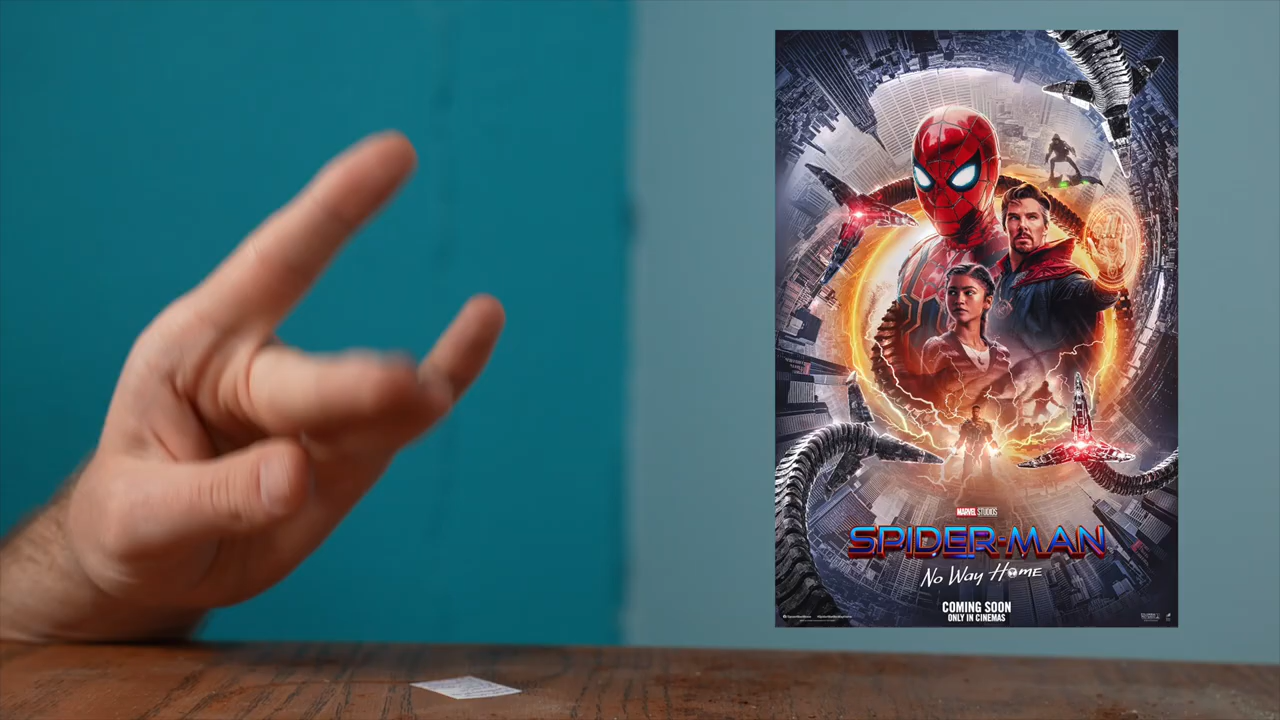 MARVEL STUDIOS
SPIDER-MAN
No Way Home
COMING SOON
ONLY IN CINEMAS